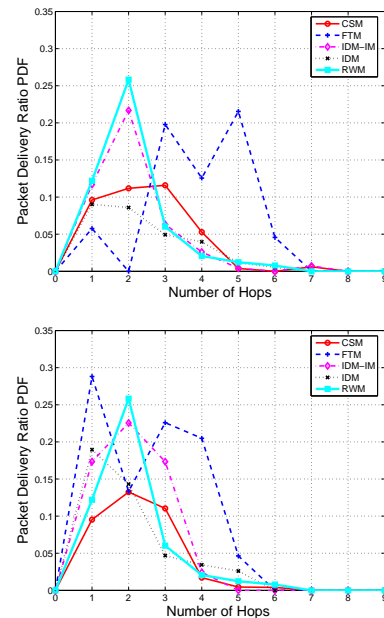 0.35
0.3
0.25
0.2
0.15
0.1
0.05
0
0 1 2 3 4 5 6 7 8 9
Packet Delivery Ratio PDF
Number of Hops
CSM
FTM
IDM−IM
IDM
RWM
0.35
0.3
0.25
0.2
0.15
0.1
0.05
0
0 1 2 3 4 5 6 7 8 9
Packet Delivery Ratio PDF
Number of Hops
CSM
FTM
IDM−IM
IDM
RWM